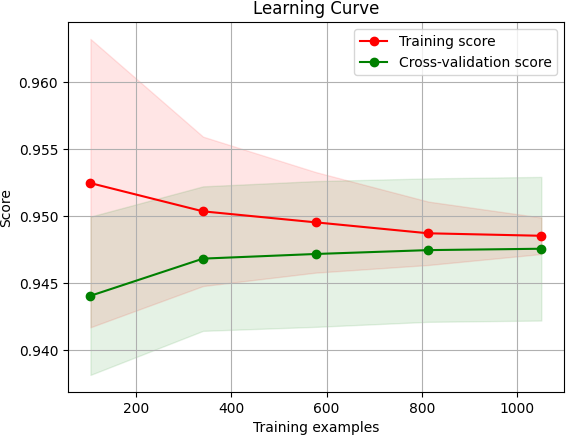 Learning Curve
Training score
Cross-validation score
0.960
0.955
0.950
0.945
0.940
Score
200
400
600
800
1000
Training examples